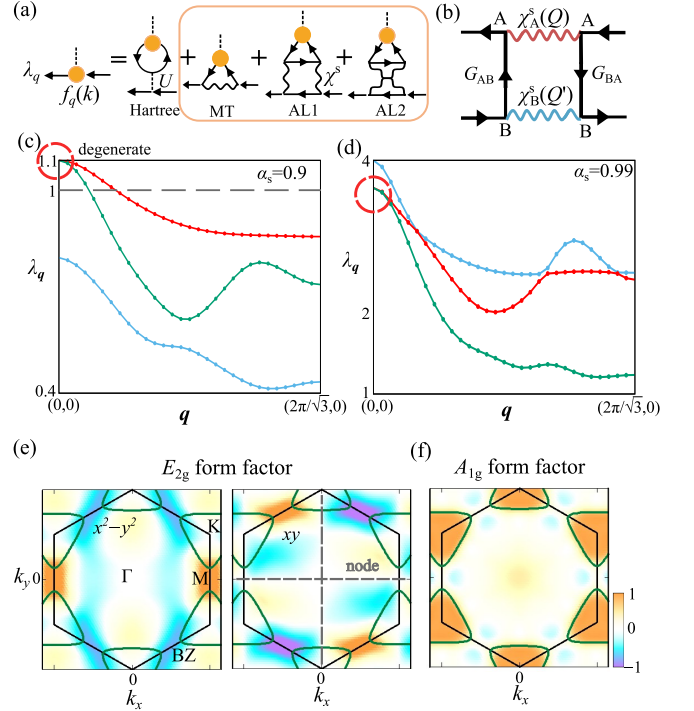 (a)
λq = + + +
fq(k)
U
Hartree
MT
AL1
χˢ
AL2
(b)
A χˢA(Q) A
GAB GBA
χˢB(Q')
B B
(c)
1.1
degenerate
αs=0.9
1
λq
0.4
(0,0)
q
(2π/√3,0)
(d)
4
αs=0.99
λq
2
1
(0,0)
q
(2π/√3,0)
(e)
E2g form factor
x²−y²
K
ky 0
Γ
M
BZ
0
kx
xy
node
0
kx
(f)
A1g form factor
1
−1
0
kx